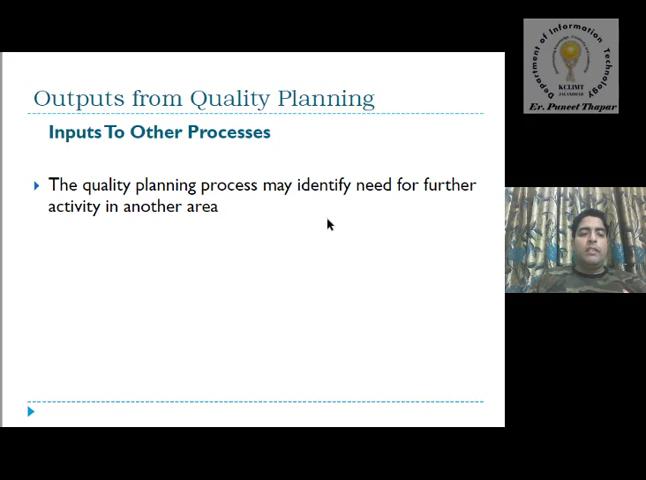 Outputs from Quality Planning
Inputs To Other Processes
The quality planning process may identify need for further
activity in another area
Department of Information Technology
KCLIMT
JALANDHAR
Er. Puneet Thapar